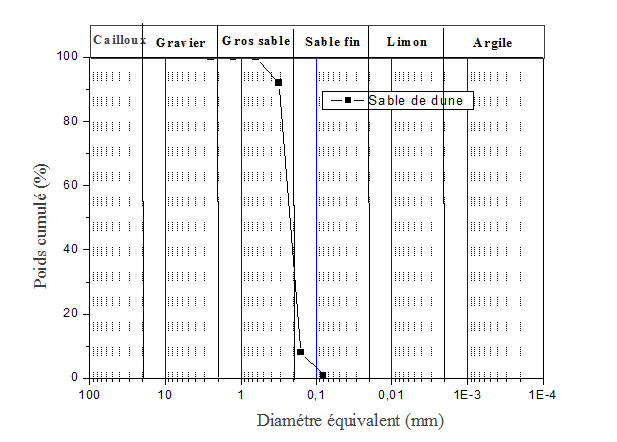 Cailloux Gravier Gros sable Sable fin Limon Argile
100
Sable de dune
80
60
40
20
0
Poids cumulé (%)
100 10 1 0,1 0,01 1E-3 1E-4
Diamétre équivalent (mm)